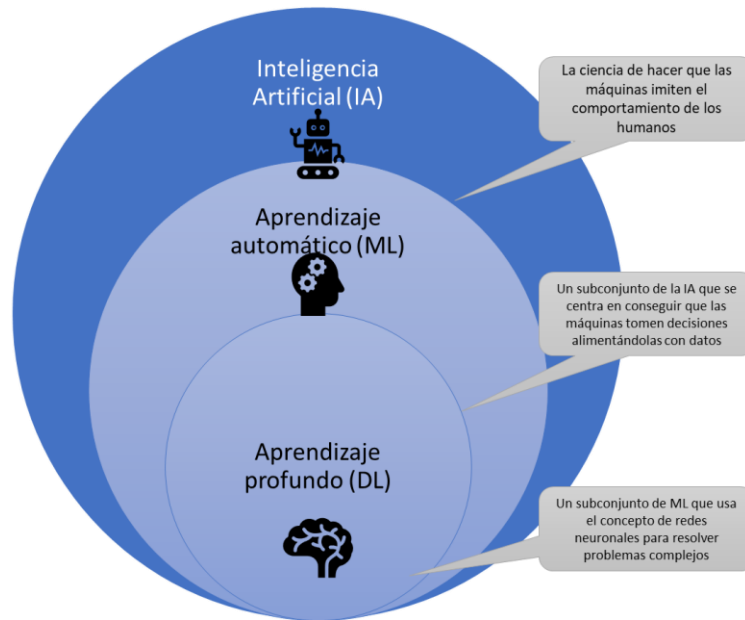 Inteligencia
Artificial (IA)
La ciencia de hacer que las
máquinas imiten el
comportamiento de los
humanos
Aprendizaje
automático (ML)
Un subconjunto de la IA que se
centra en conseguir que las
máquinas tomen decisiones
alimentándolas con datos
Aprendizaje
profundo (DL)
Un subconjunto de ML que usa
el concepto de redes
neuronales para resolver
problemas complejos